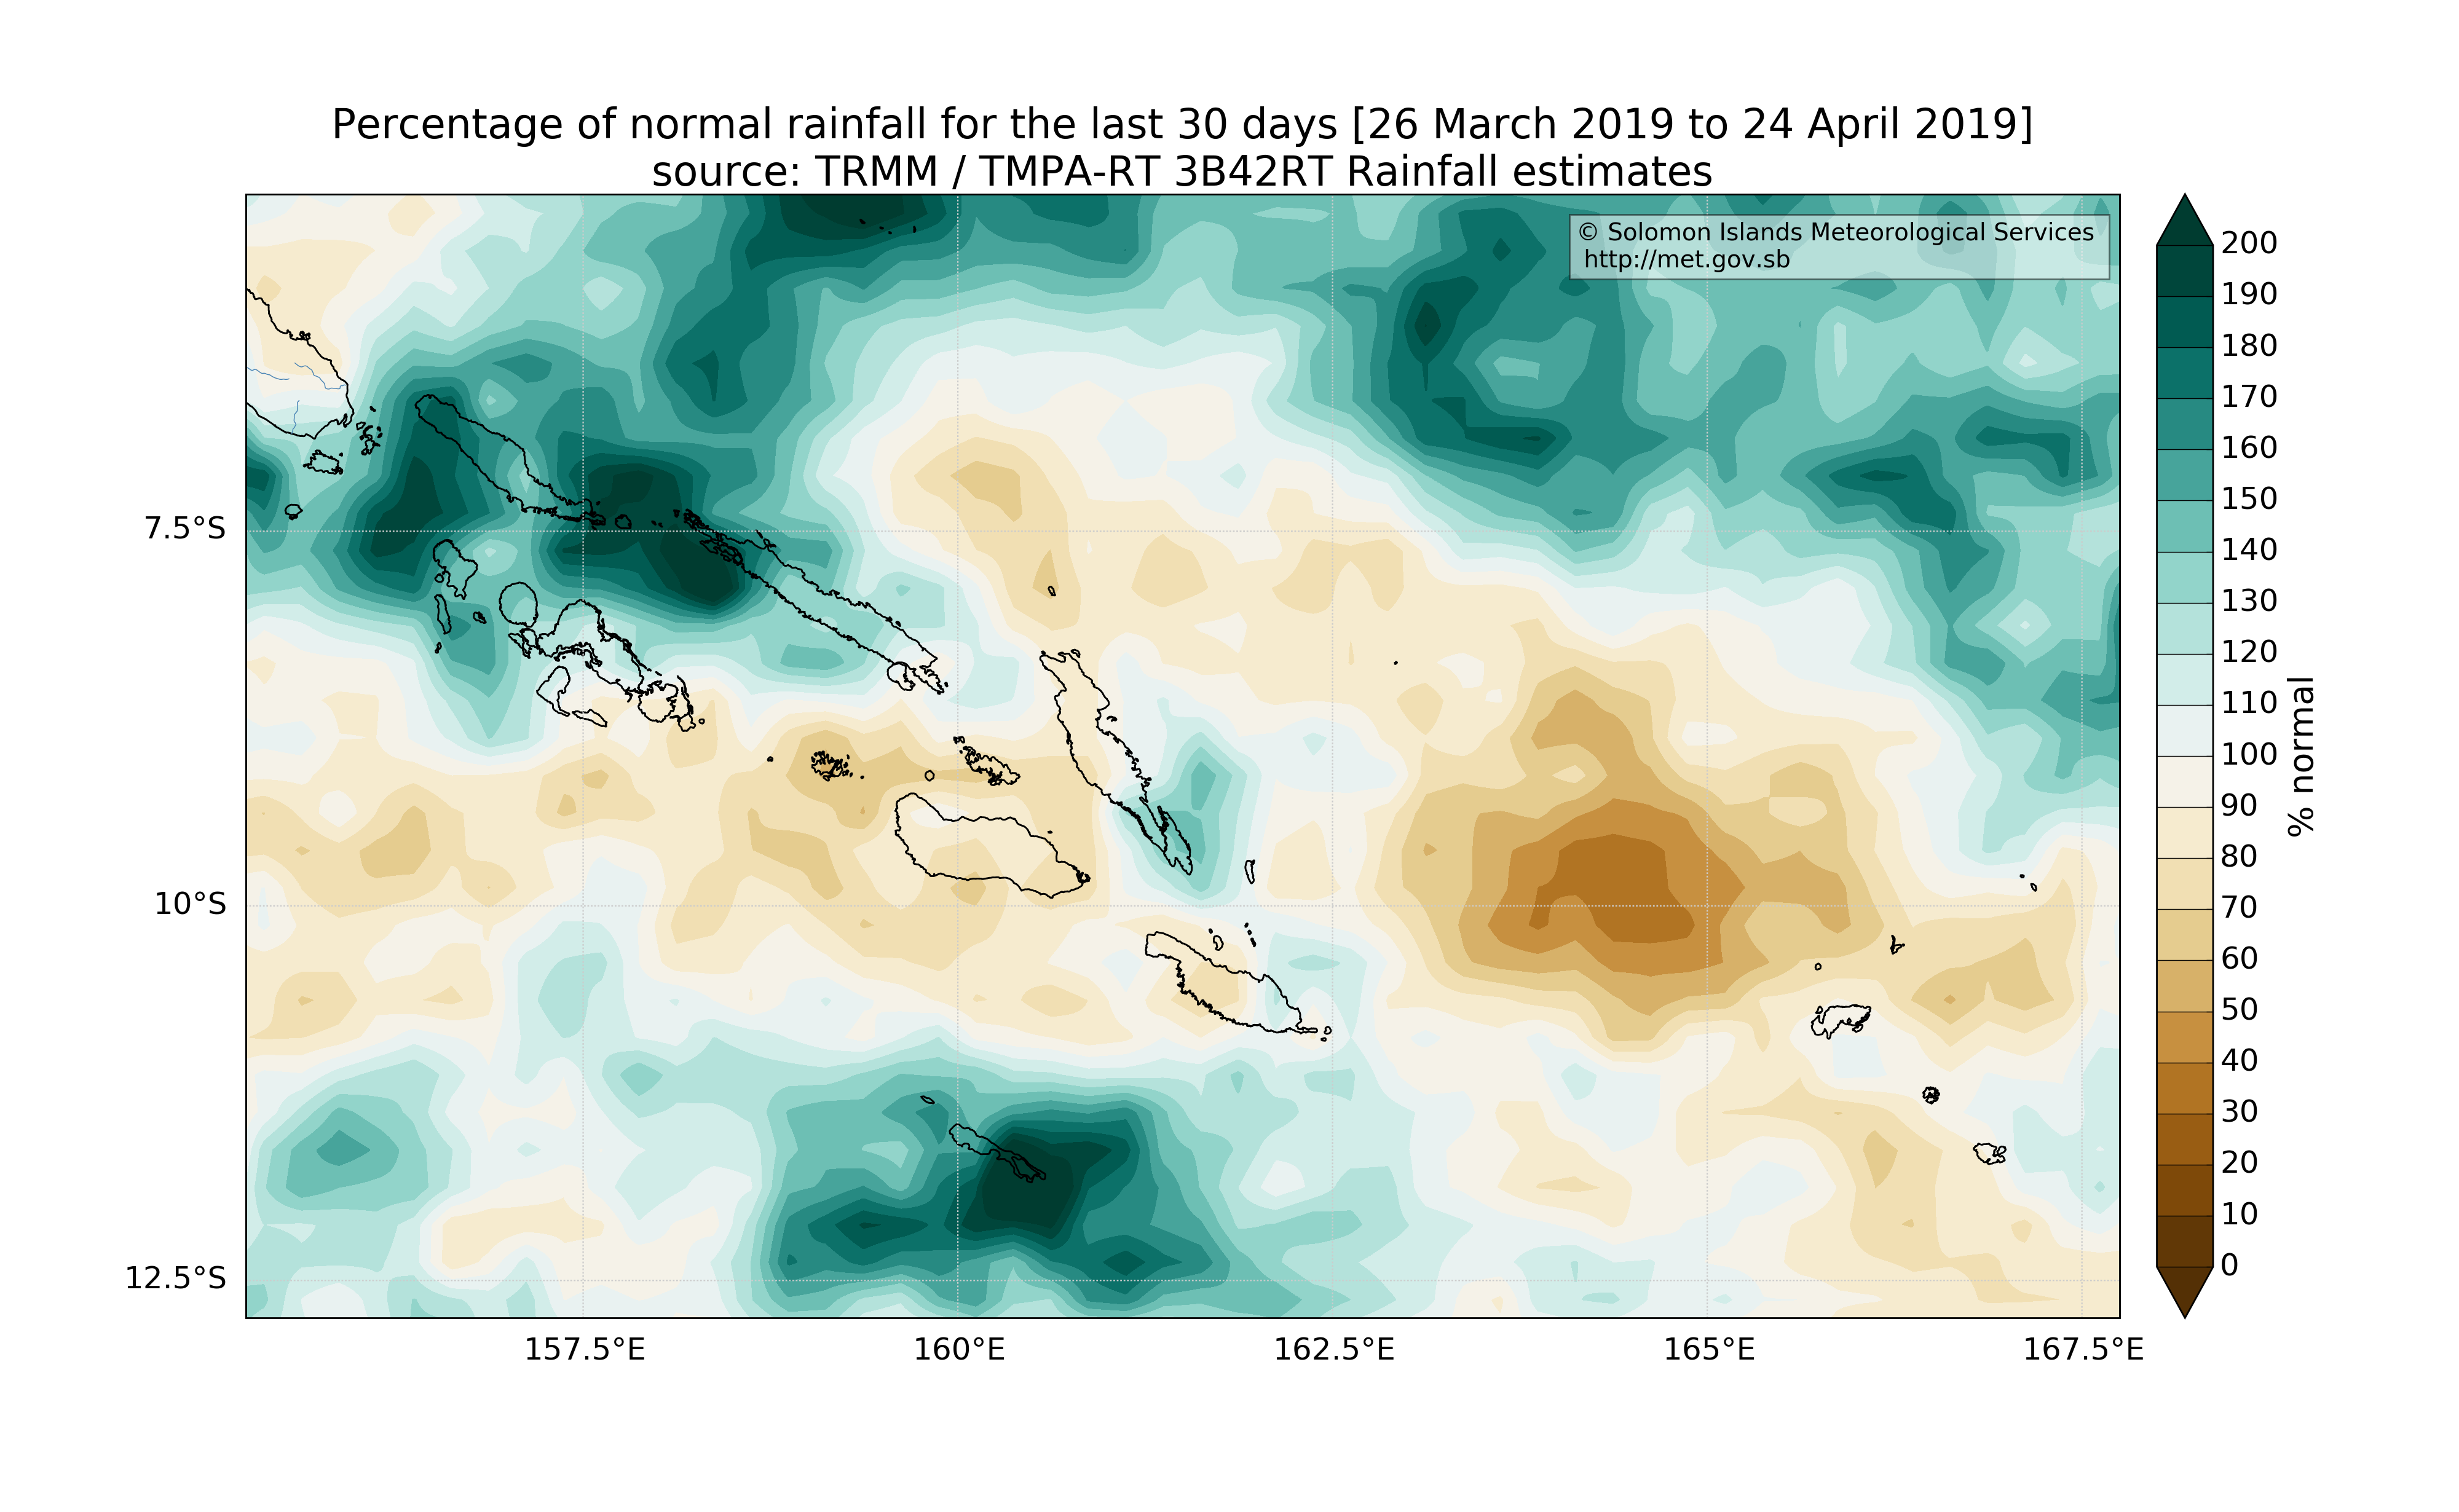 Percentage of normal rainfall for the last 30 days [26 March 2019 to 24 April 2019]
source: TRMM / TMPA-RT 3B42RT Rainfall estimates
© Solomon Islands Meteorological Services
http://met.gov.sb
7.5°S
10°S
12.5°S
157.5°E
160°E
162.5°E
165°E
167.5°E
200
190
180
170
160
150
140
130
120
110
100
90
80
70
60
50
40
30
20
10
0
% normal